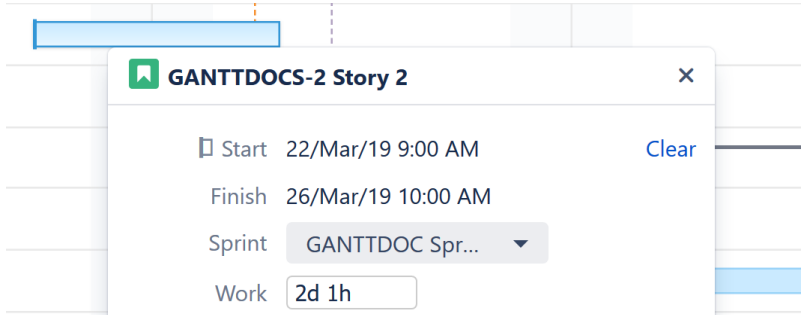 GANTTDOCS-2 Story 2
Start 22/Mar/19 9:00 AM Clear
Finish 26/Mar/19 10:00 AM
Sprint GANTTDOC Spr...
Work 2d 1h